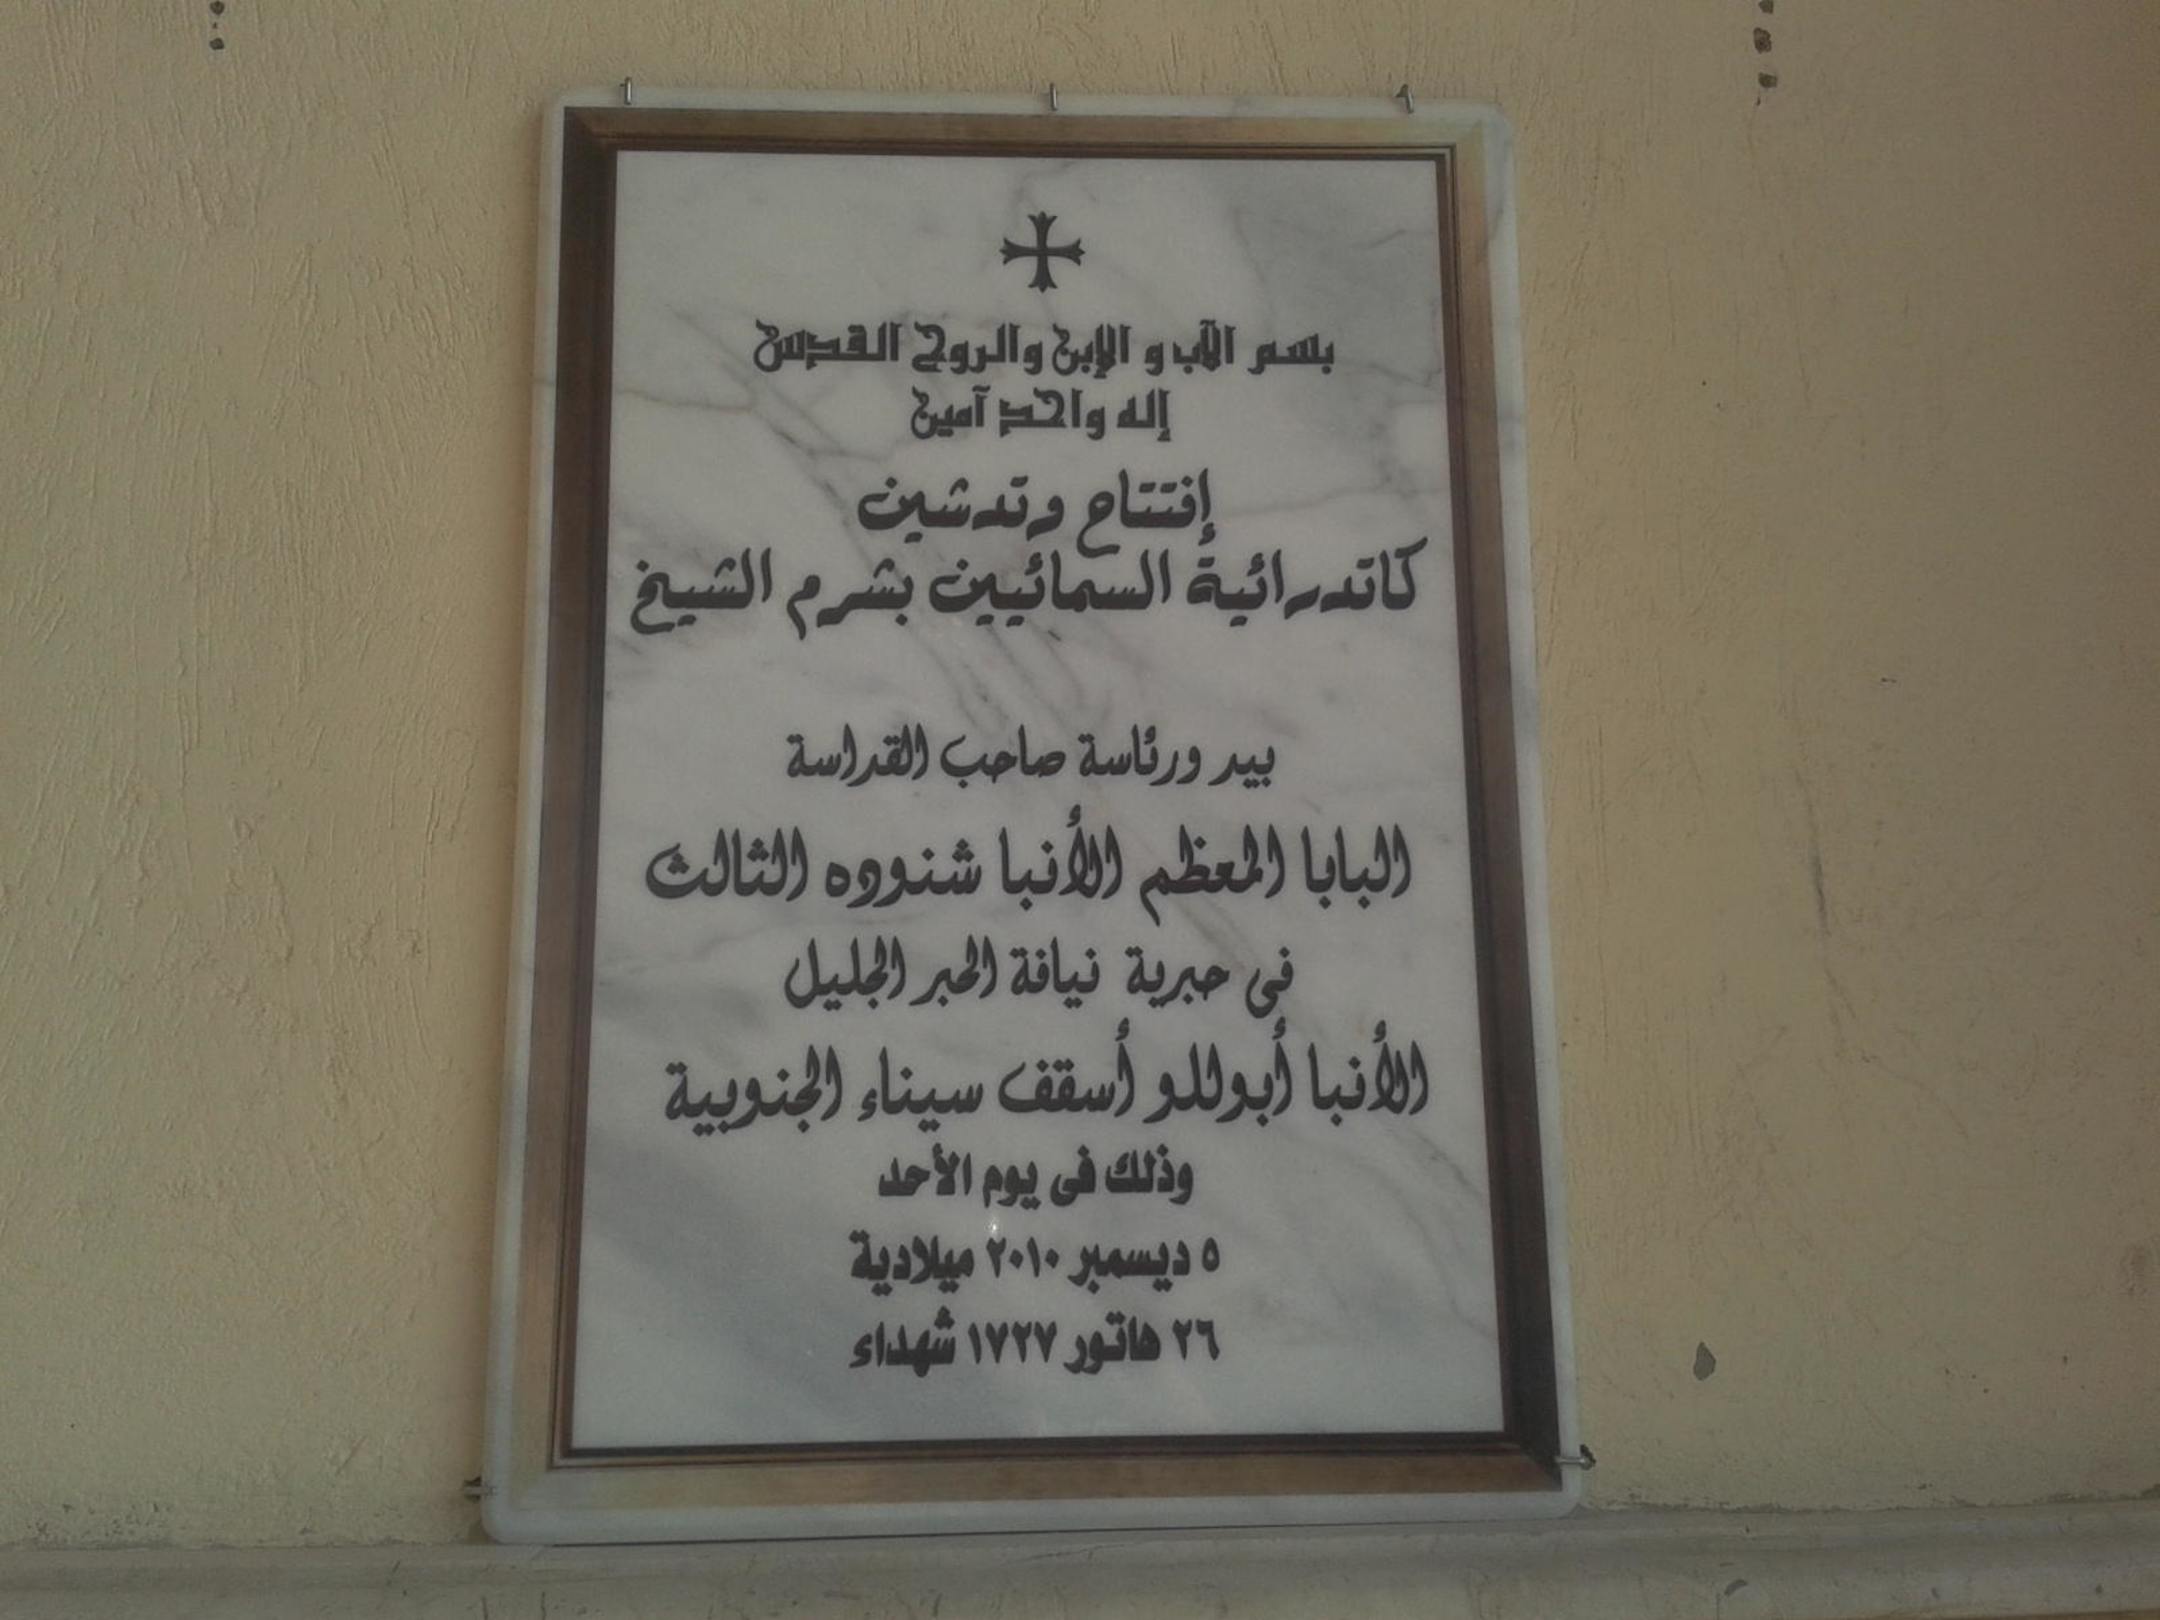 بسم الآب و الإبن والروح القدس
إله واحد آمين
إفتتاح وتدشين
كاتدرائية السمائيين بشرم الشيخ
بيد ورئاسة صاحب القداسة
البابا المعظم الأنبا شنوده الثالث
فى حبرية نيافة الحبر الجليل
الأنبا أبوللو أسقف سيناء الجنوبية
وذلك فى يوم الأحد
٥ ديسمبر ٢٠١٠ ميلادية
٢٦ هاتور ١٧٢٧ شهداء